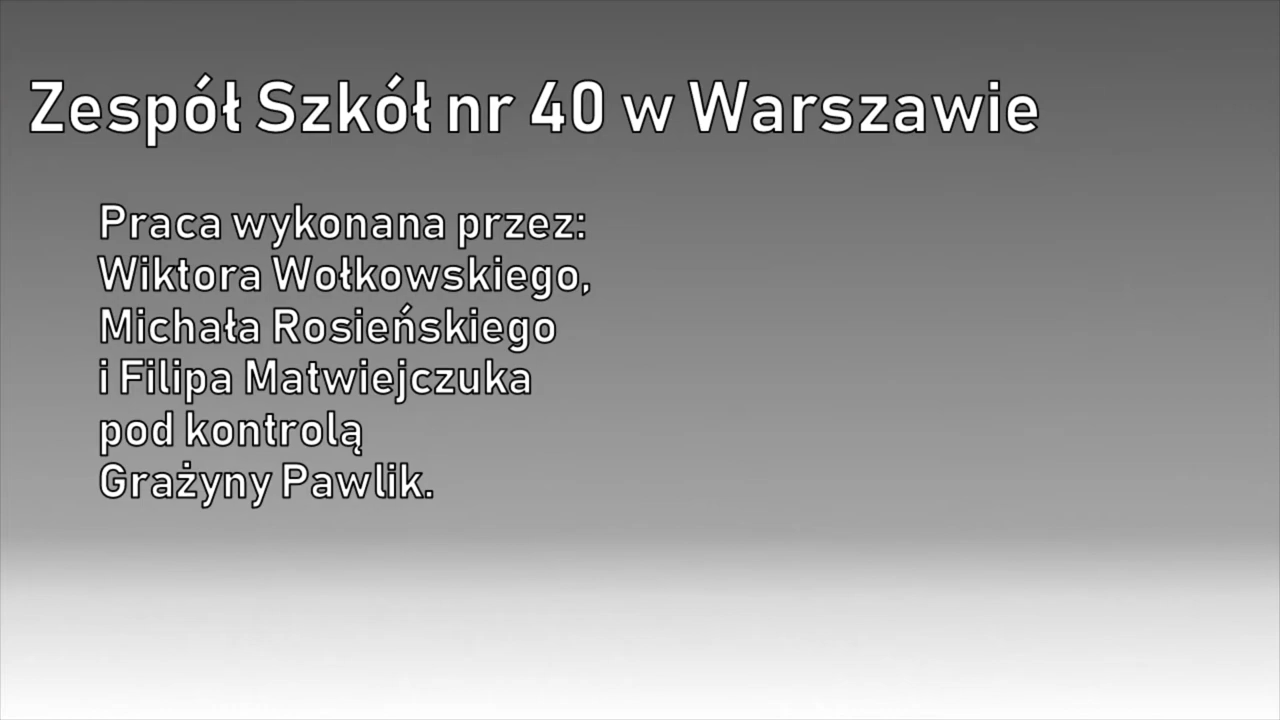 Zespół Szkół nr 40 w Warszawie
Praca wykonana przez:
Wiktora Wołkowskiego,
Michała Rosieńskiego
i Filipa Matwiejczuka
pod kontrolą
Grażyny Pawlik.